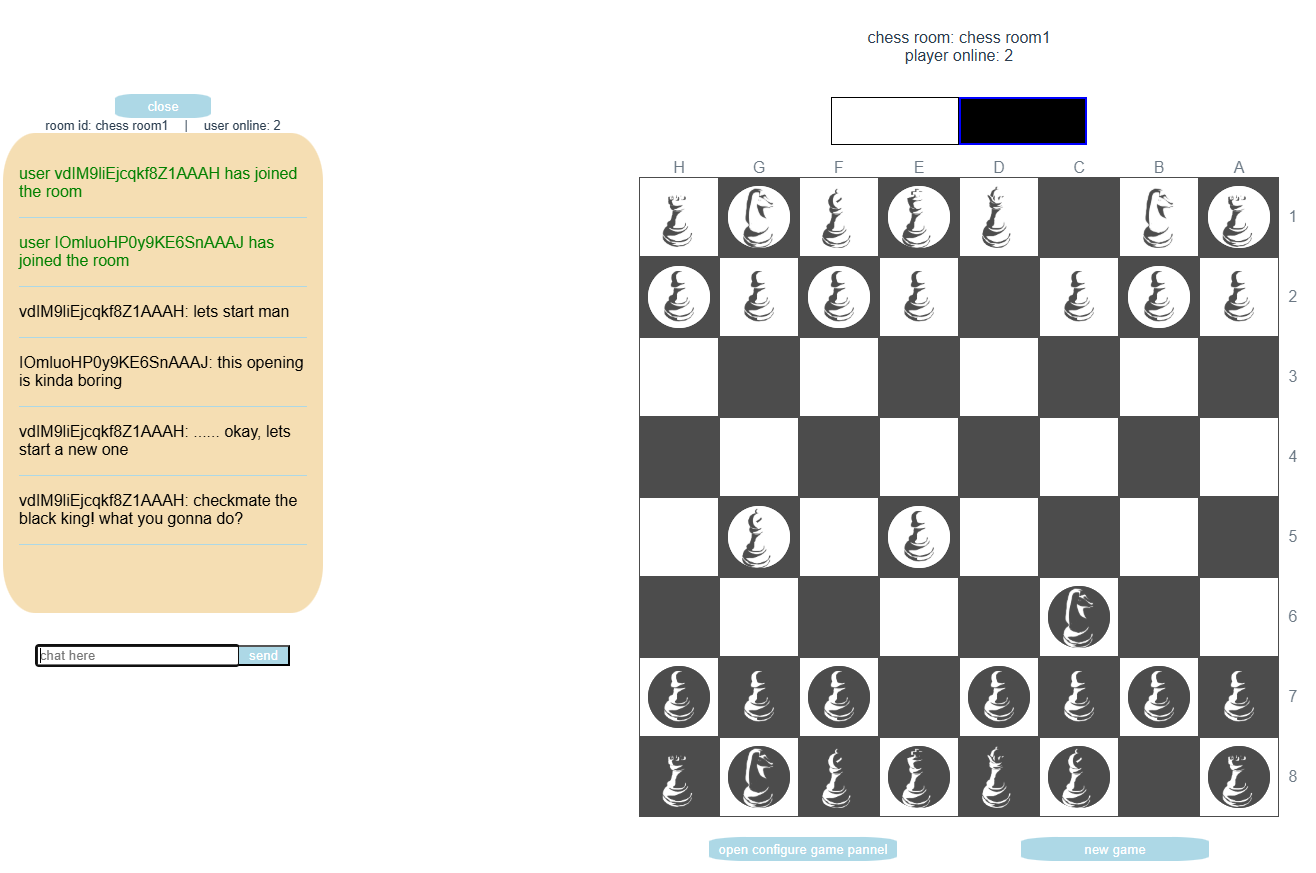 chess room: chess room1
player online: 2
close
room id: chess room1 | user online: 2
user vdIM9liEjcqkf8Z1AAAH has joined
the room
user IOmluoHP0y9KE6SnAAAJ has
joined the room
vdIM9liEjcqkf8Z1AAAH: lets start man
IOmluoHP0y9KE6SnAAAJ: this opening
is kinda boring
vdIM9liEjcqkf8Z1AAAH: ...... okay, lets
start a new one
vdIM9liEjcqkf8Z1AAAH: checkmate the
black king! what you gonna do?
chat here send
H G F E D C B A
1
2
3
4
5
6
7
8
open configure game pannel new game